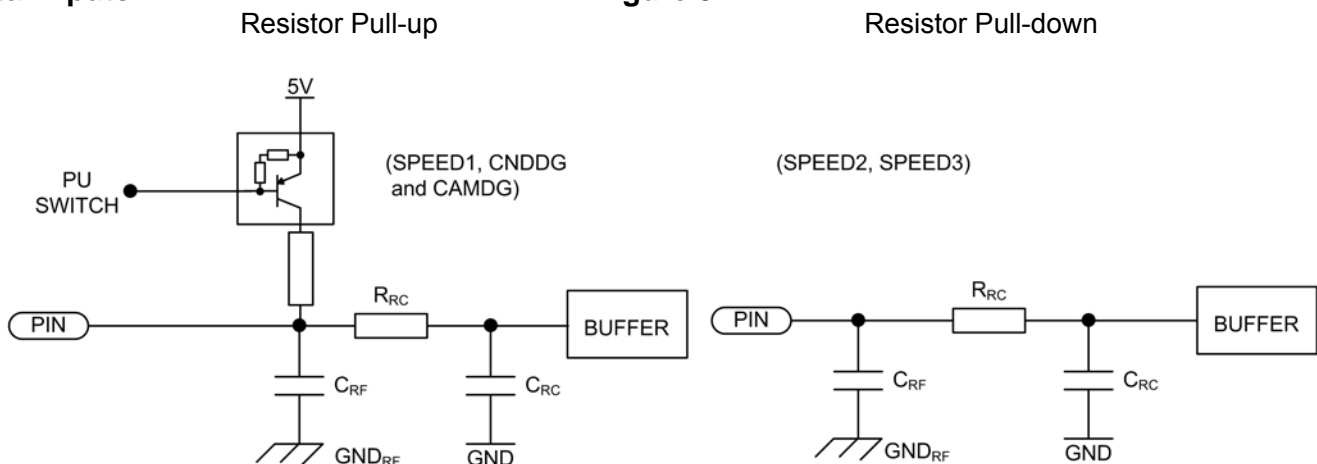 Resistor Pull-up
Resistor Pull-down
5V
PU
SWITCH
(SPEED1, CNDDG
and CAMDG)
(SPEED2, SPEED3)
PIN
RRC
BUFFER
CRF
CRC
GNDRF
GND
PIN
RRC
BUFFER
CRF
CRC
GNDRF
GND